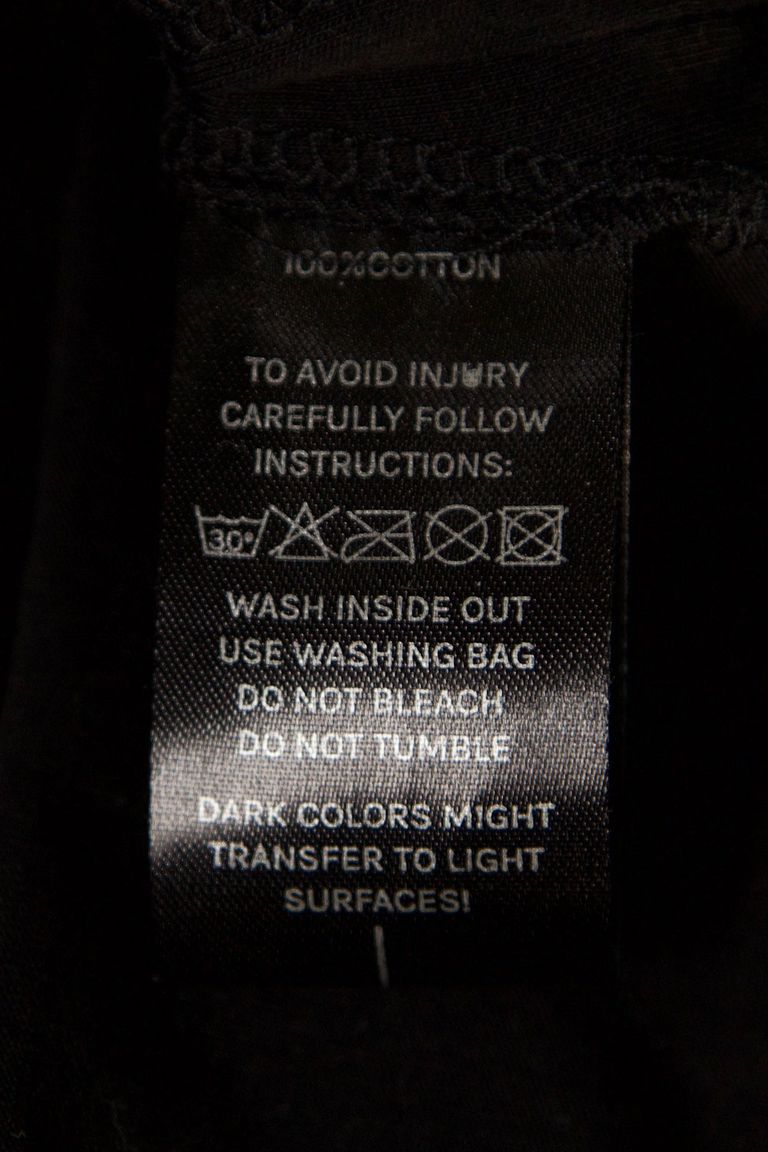 100%COTTON
TO AVOID INJURY
CAREFULLY FOLLOW
INSTRUCTIONS:
30°
WASH INSIDE OUT
USE WASHING BAG
DO NOT BLEACH
DO NOT TUMBLE
DARK COLORS MIGHT
TRANSFER TO LIGHT
SURFACES!